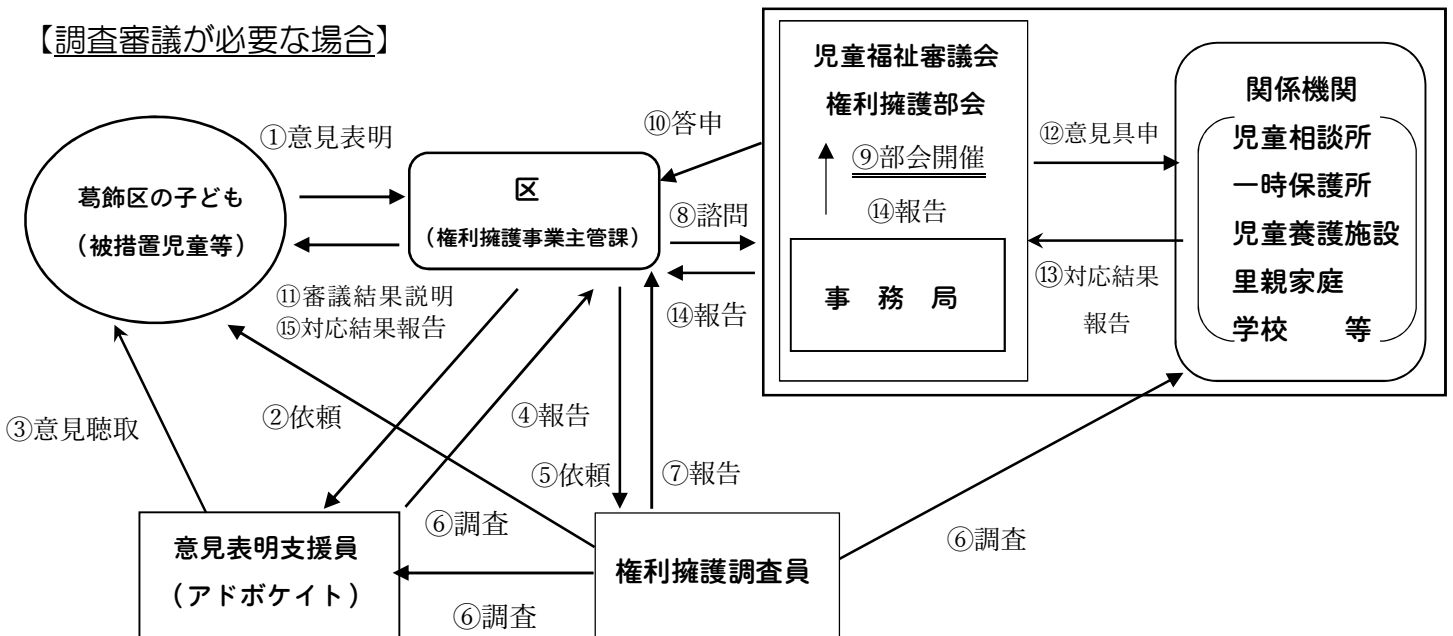 【調査審議が必要な場合】
①意見表明
葛飾区の子ども
（被措置児童等）
区
（権利擁護事業主管課）
⑩答申
⑧諮問
⑭報告
児童福祉審議会
権利擁護部会
⑨部会開催
⑭報告
事務局
⑫意見具申
⑬対応結果
報告
関係機関
児童相談所
一時保護所
児童養護施設
里親家庭
学校　等
⑪審議結果説明
⑮対応結果報告
③意見聴取
②依頼
④報告
⑤依頼
⑦報告
⑥調査
⑥調査
⑥調査
意見表明支援員
（アドボケイト）
権利擁護調査員